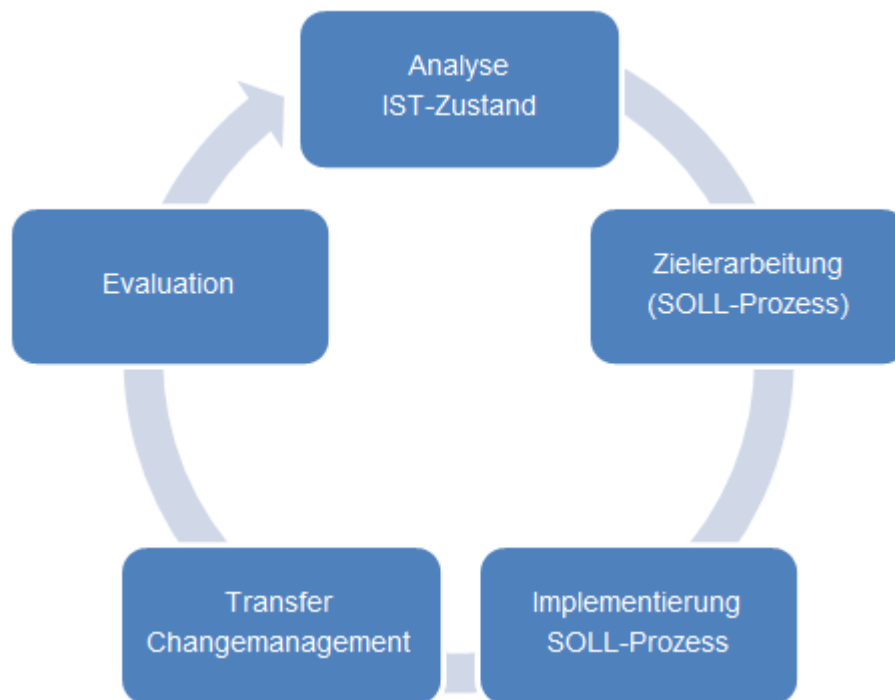 Analyse
IST-Zustand
Zielerarbeitung
(SOLL-Prozess)
Implementierung
SOLL-Prozess
Transfer
Changemanagement
Evaluation